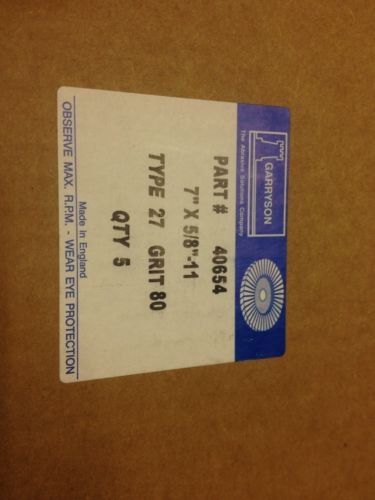 GARRYSON
The Abrasive Solutions Company
PART # 40654
7" X 5/8"-11
TYPE 27 GRIT 80
QTY 5
Made in England
OBSERVE MAX. R.P.M. - WEAR EYE PROTECTION